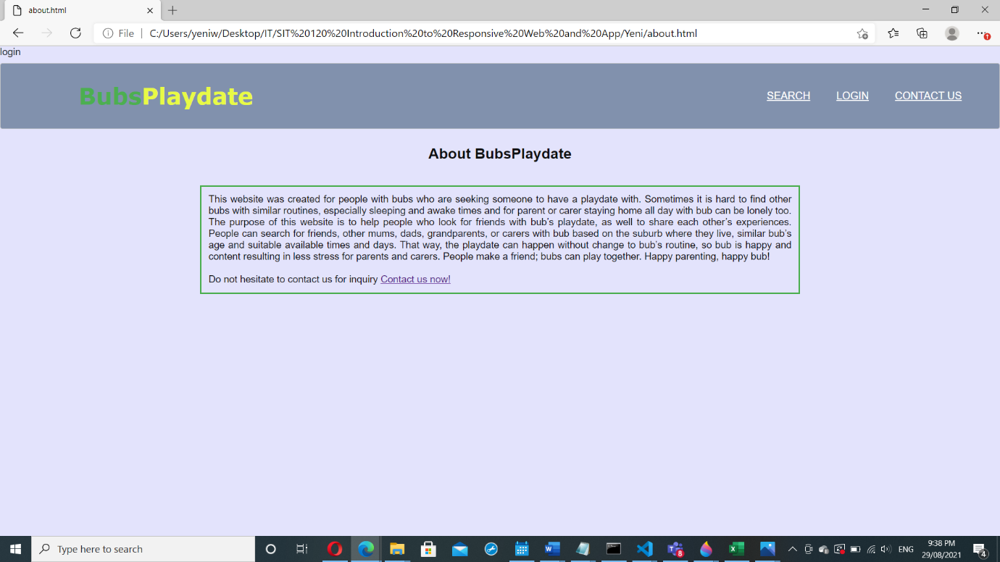 about.html
File | C:/Users/yeniw/Desktop/IT/SIT%20120%20Introduction%20to%20Responsive%20Web%20and%20App/Yeni/about.html
login
BubsPlaydate
SEARCH LOGIN CONTACT US
About BubsPlaydate
This website was created for people with bubs who are seeking someone to have a playdate with. Sometimes it is hard to find other
bubs with similar routines, especially sleeping and awake times and for parent or carer staying home all day with bub can be lonely too.
The purpose of this website is to help people who look for friends with bub’s playdate, as well to share each other’s experiences.
People can search for friends, other mums, dads, grandparents, or carers with bub based on the suburb where they live, similar bub’s
age and suitable available times and days. That way, the playdate can happen without change to bub’s routine, so bub is happy and
content resulting in less stress for parents and carers. People make a friend; bubs can play together. Happy parenting, happy bub!
Do not hesitate to contact us for inquiry Contact us now!
Type here to search
8
ENG
9:38 PM
29/08/2021
4